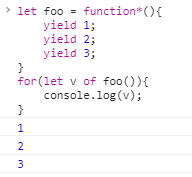 > let foo = function*(){
    yield 1;
    yield 2;
    yield 3;
}
for(let v of foo()){
    console.log(v);
}
1
2
3